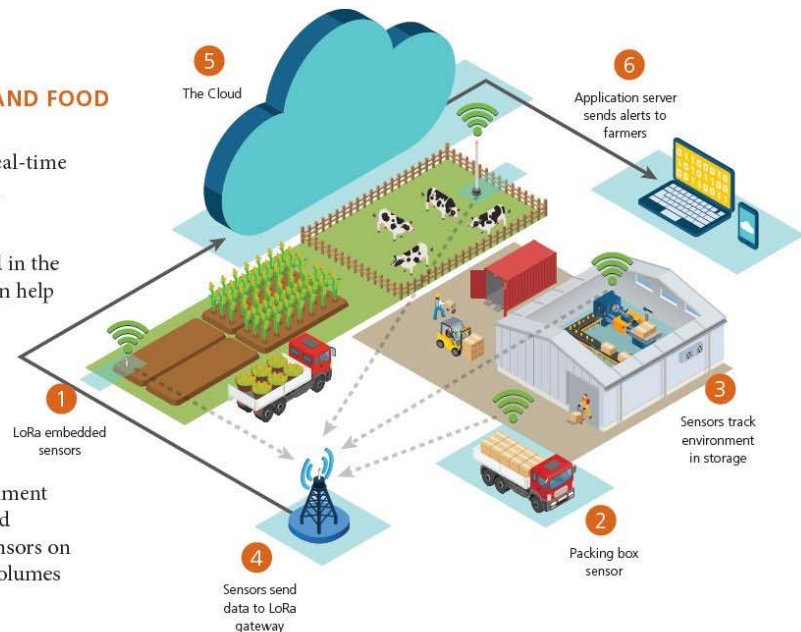 AND FOOD
eal-time
l in the
n help
nment
d
nsors on
olumes
5
The Cloud
6
Application server
sends alerts to
farmers
1
LoRa embedded
sensors
3
Sensors track
environment
in storage
2
Packing box
sensor
4
Sensors send
data to LoRa
gateway